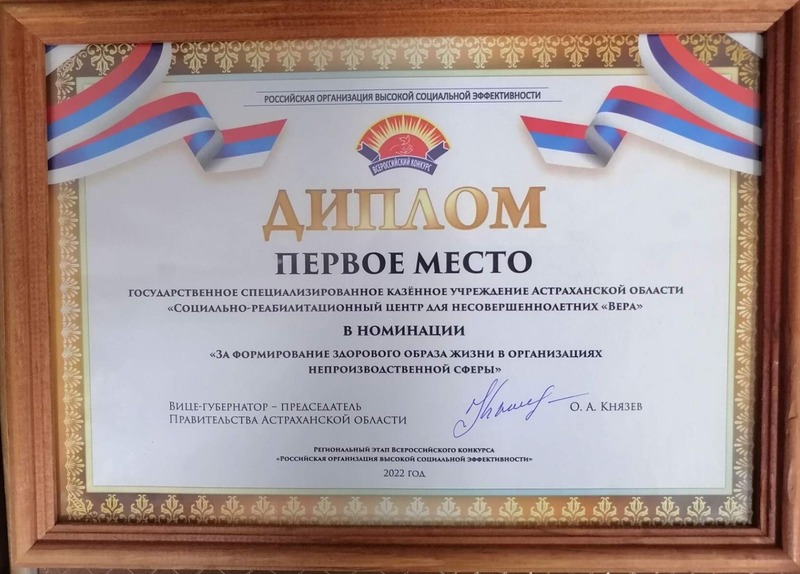 РОССИЙСКАЯ ОРГАНИЗАЦИЯ ВЫСОКОЙ СОЦИАЛЬНОЙ ЭФФЕКТИВНОСТИ
ВСЕРОССИЙСКИЙ КОНКУРС
ДИПЛОМ
ПЕРВОЕ МЕСТО
ГОСУДАРСТВЕННОЕ СПЕЦИАЛИЗИРОВАННОЕ КАЗЁННОЕ УЧРЕЖДЕНИЕ АСТРАХАНСКОЙ ОБЛАСТИ
«СОЦИАЛЬНО-РЕАБИЛИТАЦИОННЫЙ ЦЕНТР ДЛЯ НЕСОВЕРШЕННОЛЕТНИХ «ВЕРА»
В НОМИНАЦИИ
«ЗА ФОРМИРОВАНИЕ ЗДОРОВОГО ОБРАЗА ЖИЗНИ В ОРГАНИЗАЦИЯХ
НЕПРОИЗВОДСТВЕННОЙ СФЕРЫ»
ВИЦЕ-ГУБЕРНАТОР – ПРЕДСЕДАТЕЛЬ
ПРАВИТЕЛЬСТВА АСТРАХАНСКОЙ ОБЛАСТИ
О. А. КНЯЗЕВ
РЕГИОНАЛЬНЫЙ ЭТАП ВСЕРОССИЙСКОГО КОНКУРСА
«РОССИЙСКАЯ ОРГАНИЗАЦИЯ ВЫСОКОЙ СОЦИАЛЬНОЙ ЭФФЕКТИВНОСТИ»
2022 ГОД